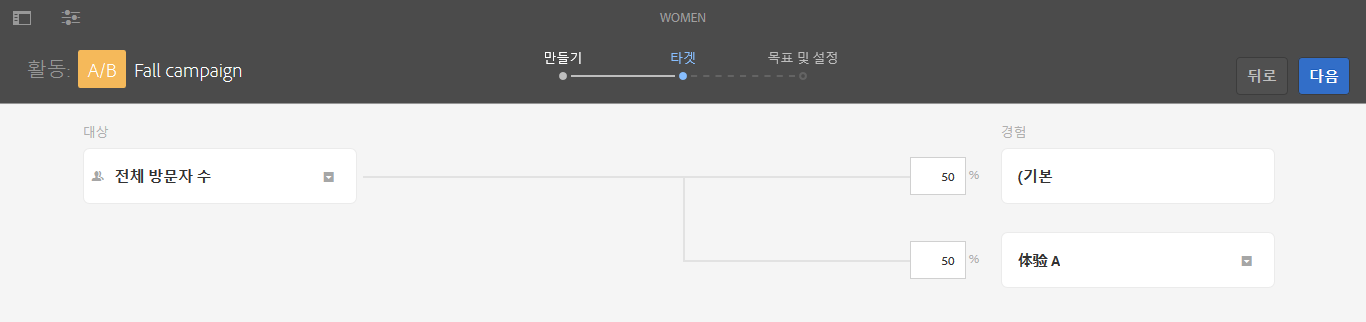 WOMEN
활동: A/B Fall campaign
만들기 타겟 목표 및 설정
뒤로 다음
대상 경험
전체 방문자 수 50 % (기본
50 % 体验 A